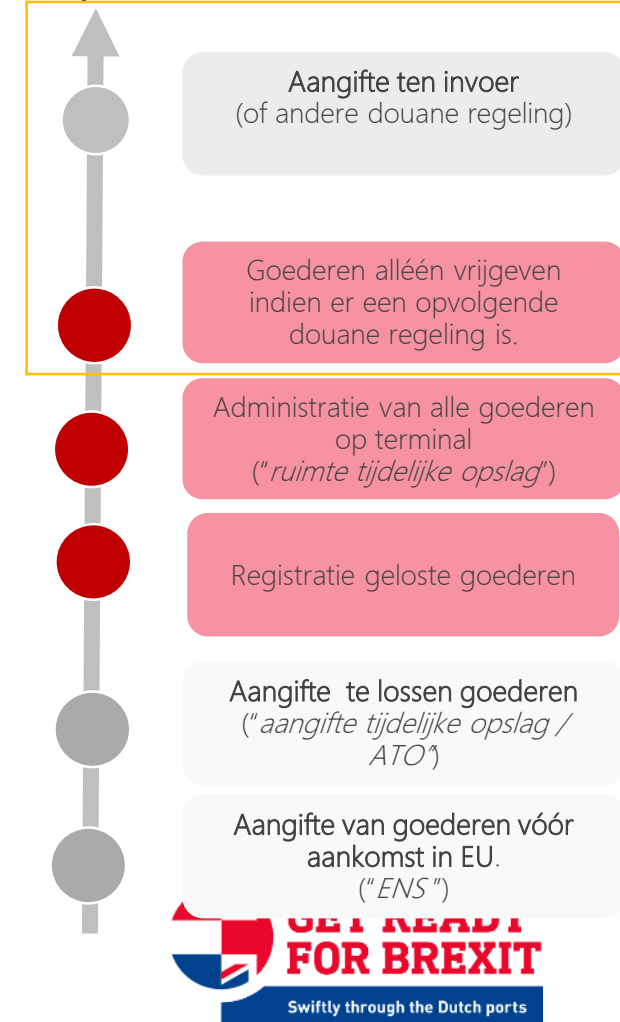 Aangifte ten invoer
(of andere douane regeling)
Goederen alléén vrijgeven
indien er een opvolgende
douane regeling is.
Administratie van alle goederen
op terminal
(“ruimte tijdelijke opslag”)
Registratie geloste goederen
Aangifte te lossen goederen
(“aangifte tijdelijke opslag /
ATO”)
Aangifte van goederen vóór
aankomst in EU.
(“ENS”)
GET READY
FOR BREXIT
Swiftly through the Dutch ports